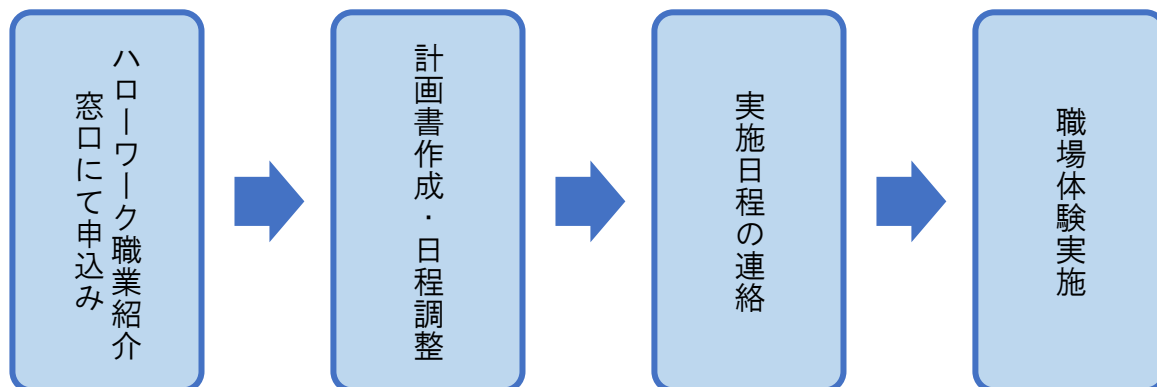 ハローワーク職業紹介
窓口にて申込み
計画書作成・日程調整
実施日程の連絡
職場体験実施